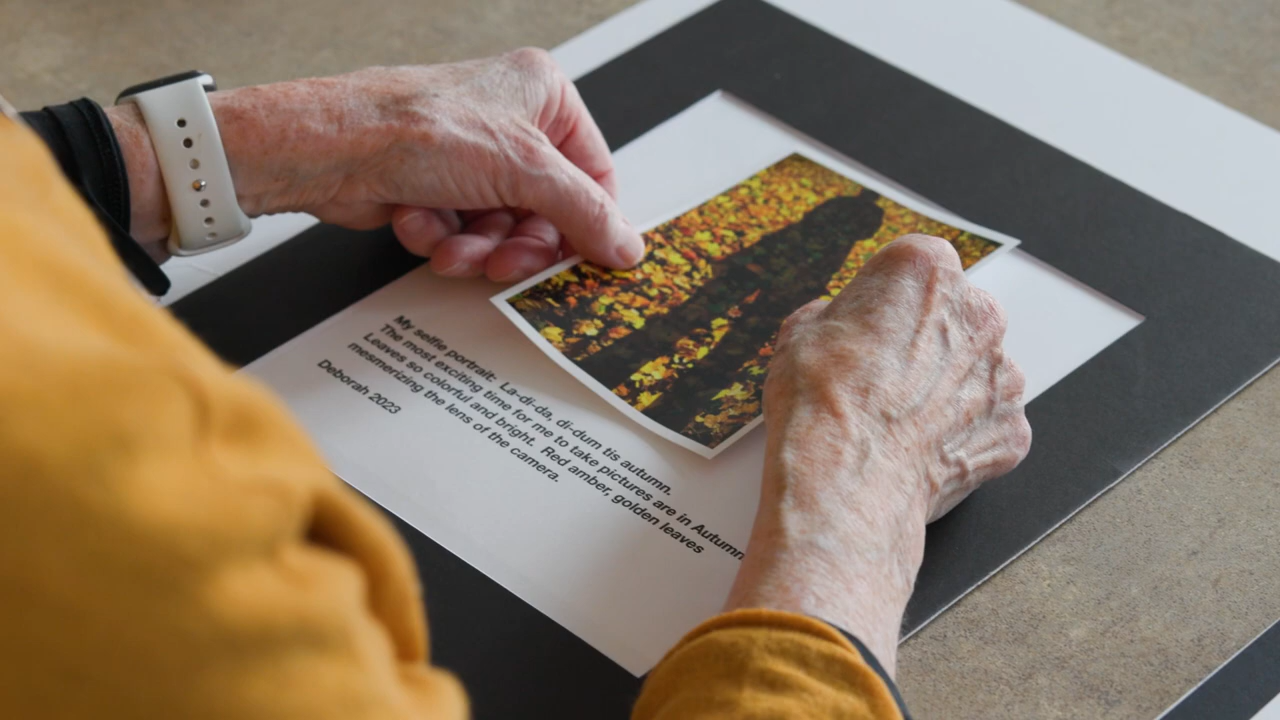 My selfie portrait: La-di-da, di-dum tis autumn.
The most exciting time for me to take pictures are in Autumn
Leaves so colorful and bright. Red amber, golden leaves
mesmerizing the lens of the camera.
Deborah 2023